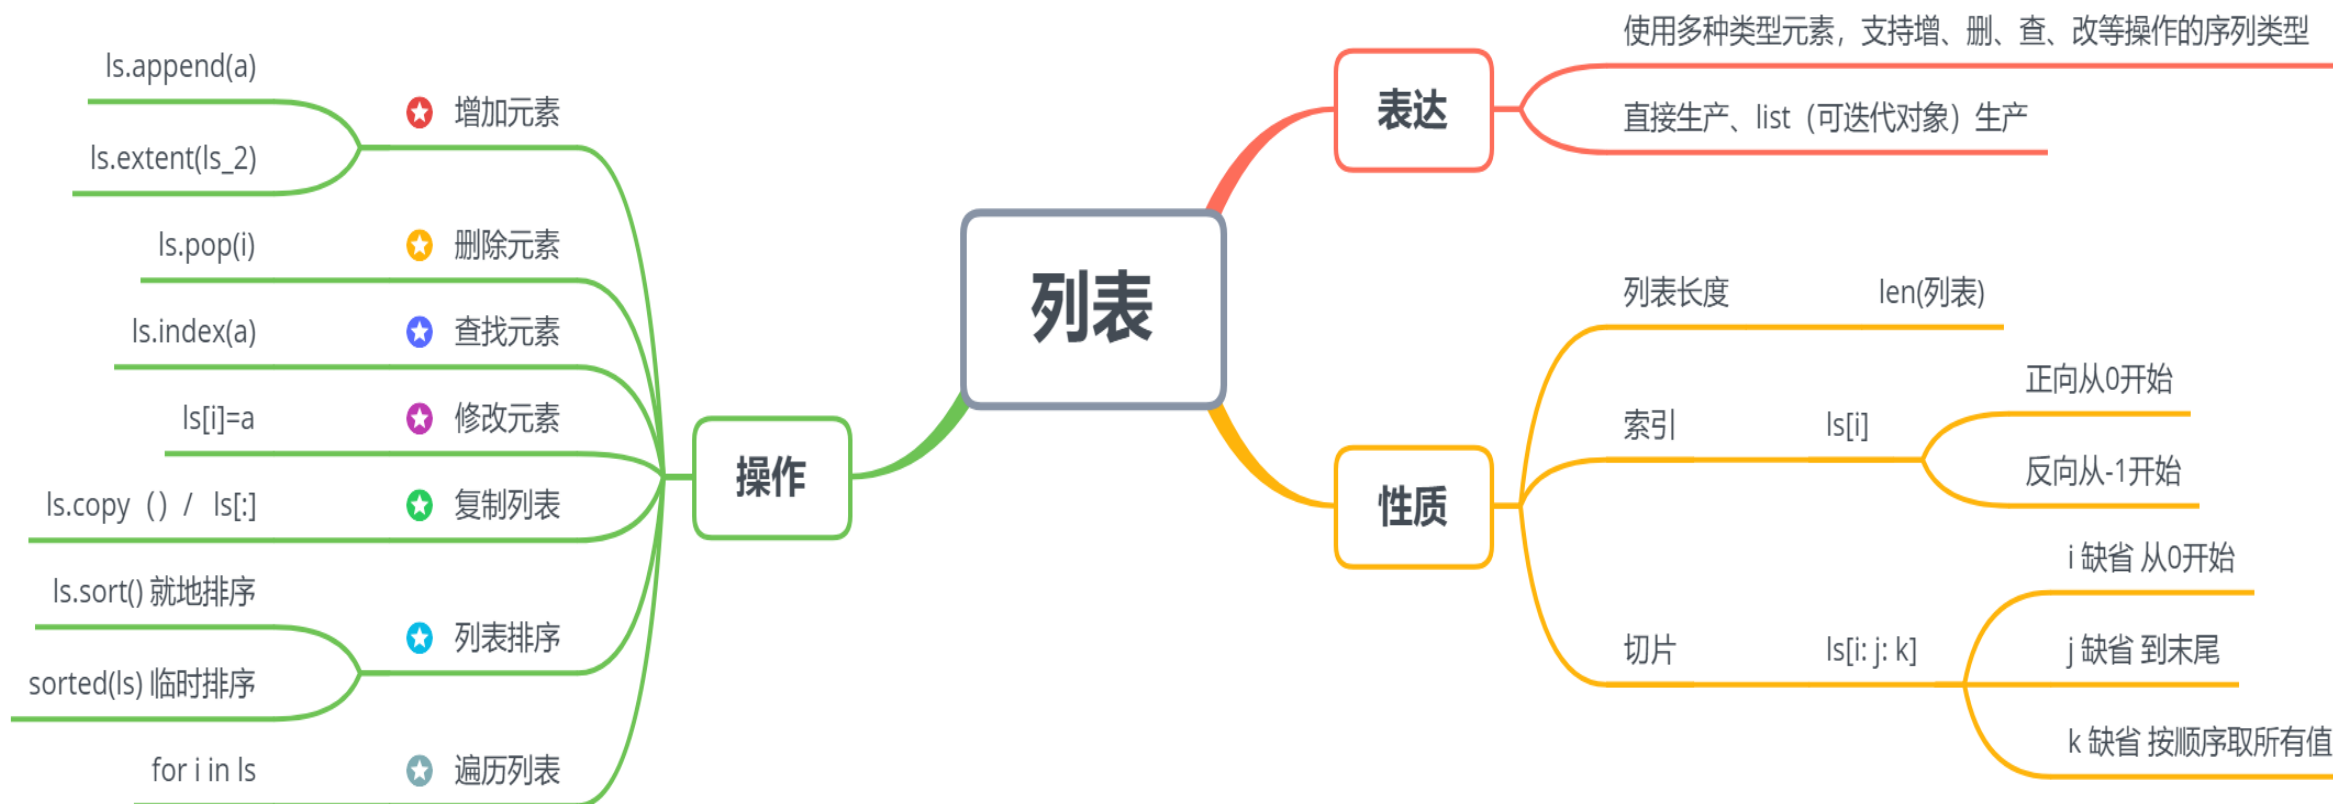 列表
表达
使用多种类型元素，支持增、删、查、改等操作的序列类型
直接生产、list（可迭代对象）生产
性质
列表长度 len(列表)
索引 ls[i]
正向从0开始
反向从-1开始
切片 ls[i: j: k]
i 缺省 从0开始
j 缺省 到末尾
k 缺省 按顺序取所有值
操作
增加元素
ls.append(a)
ls.extent(ls_2)
删除元素 ls.pop(i)
查找元素 ls.index(a)
修改元素 ls[i]=a
复制列表 ls.copy（）/ ls[:]
列表排序
ls.sort() 就地排序
sorted(ls) 临时排序
遍历列表 for i in ls